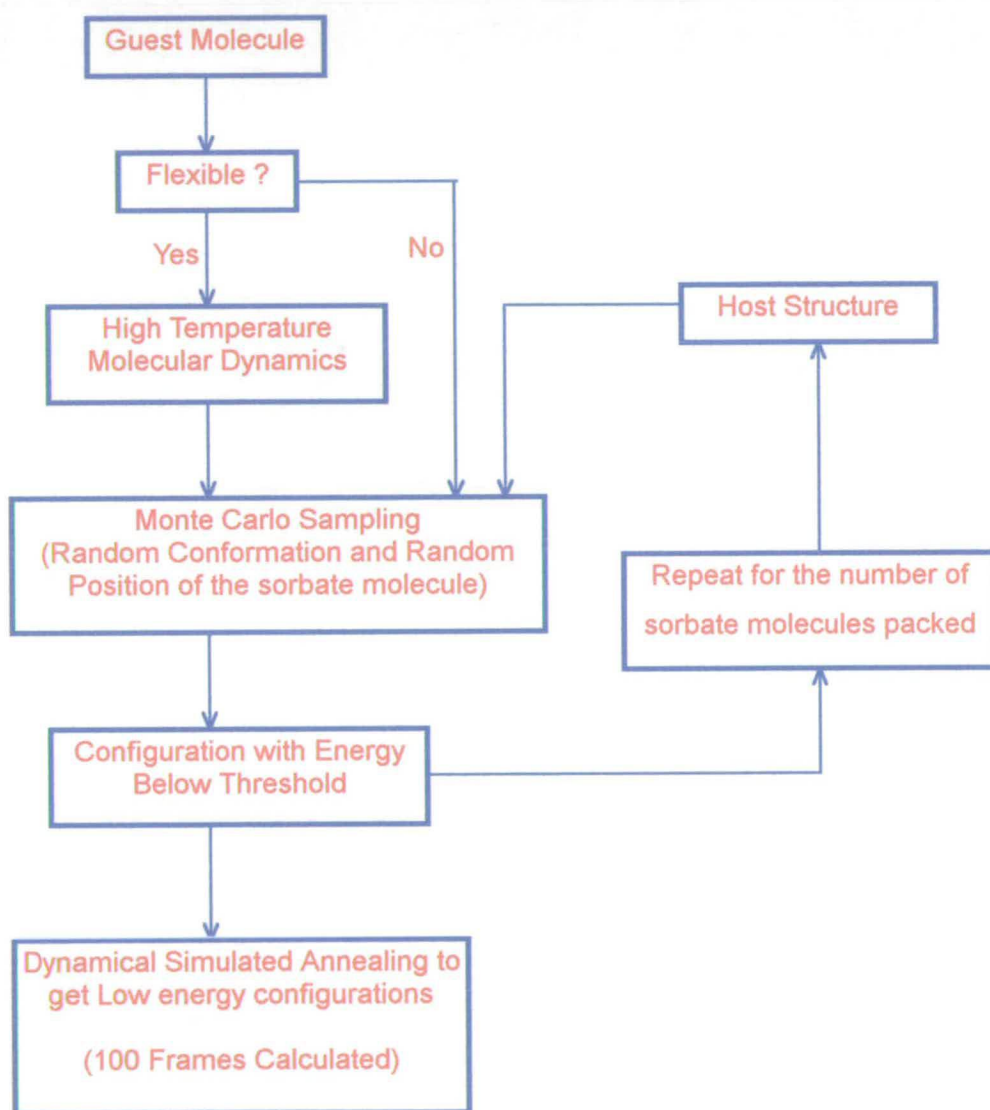 Guest Molecule
Flexible ?
Yes
No
High Temperature
Molecular Dynamics
Host Structure
Monte Carlo Sampling
(Random Conformation and Random
Position of the sorbate molecule)
Repeat for the number of
sorbate molecules packed
Configuration with Energy
Below Threshold
Dynamical Simulated Annealing to
get Low energy configurations
(100 Frames Calculated)